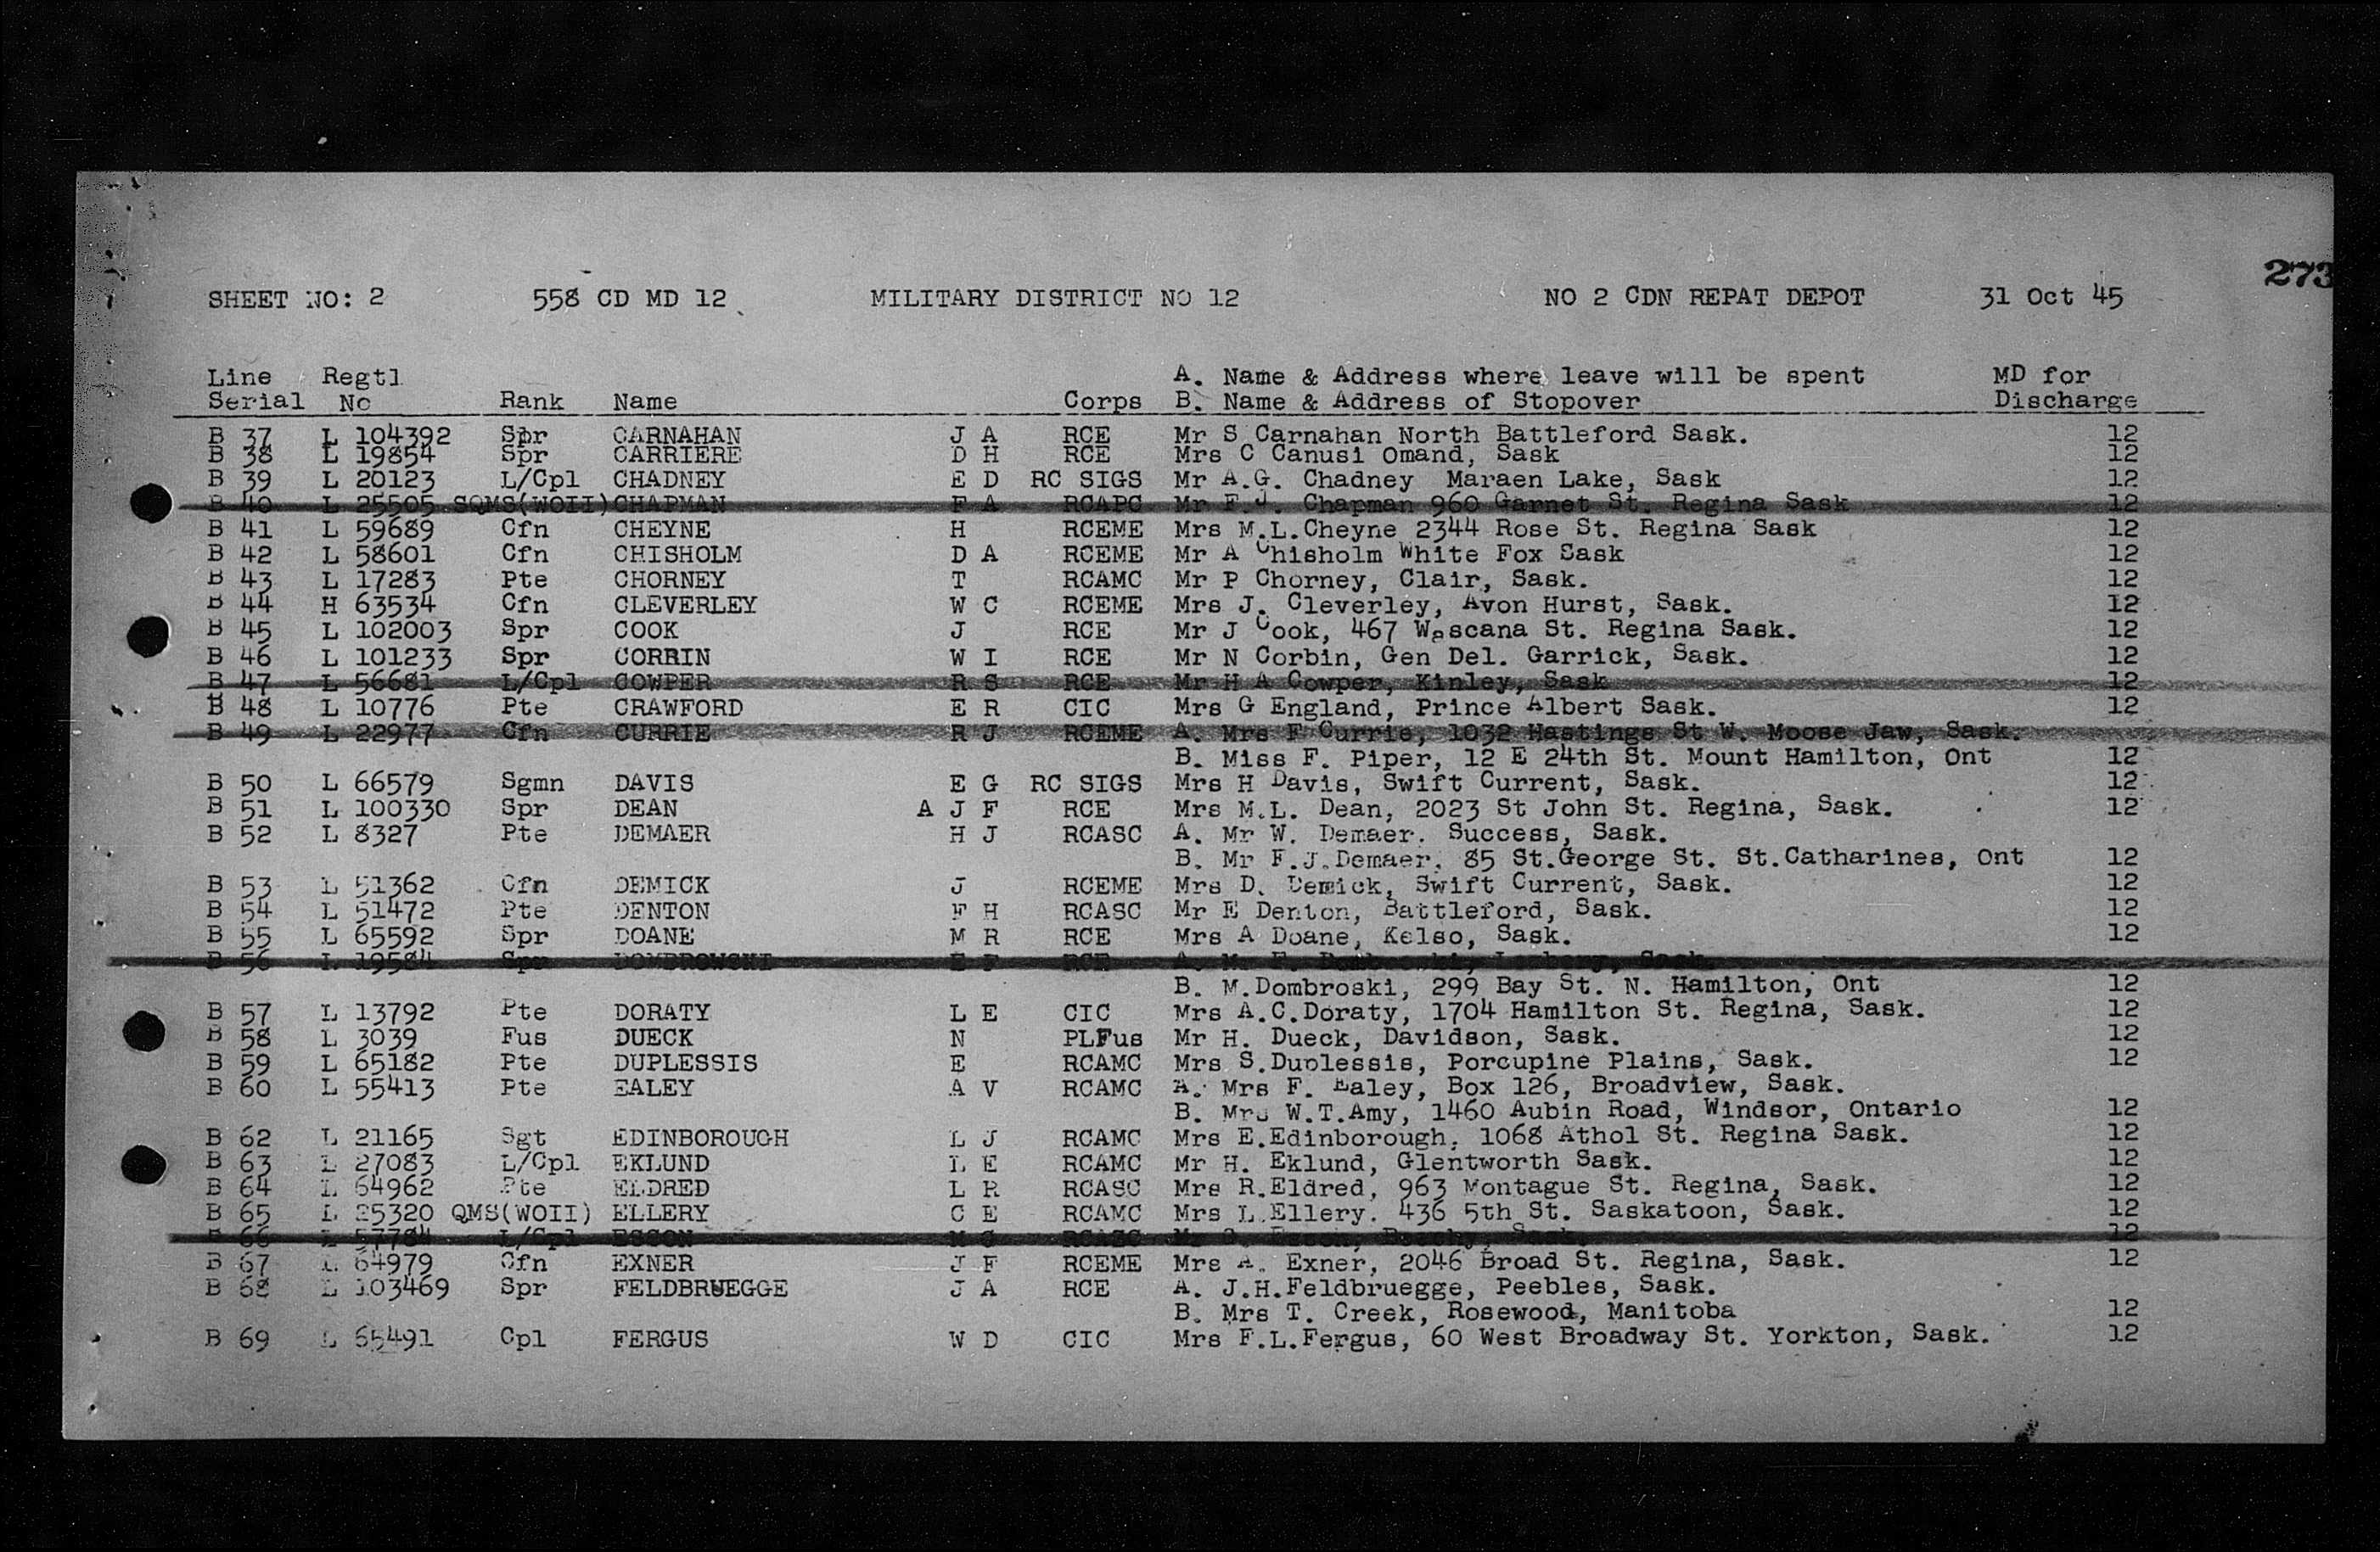 273
SHEET NO: 2 558 CD MD 12 MILITARY DISTRICT NO 12 NO 2 CDN REPAT DEPOT 31 Oct 45
Line Regtl A. Name & Address where leave will be spent MD for
Serial No Rank Name Corps B. Name & Address of Stopover Discharge
B 37 L 104392 Spr CARNAHAN J A RCE Mr S Carnahan North Battleford Sask. 12
B 38 L 19854 Spr CARRIERE D H RCE Mrs C Canusi Omand, Sask 12
B 39 L 20123 L/Cpl CHADNEY E D RC SIGS Mr A.G. Chadney Maraen Lake, Sask 12
B 40 L 25505 SQMS(WOII) CHAPMAN F A RCAPC Mr F.J. Chapman 960 Garnet St. Regina Sask 12
B 41 L 59689 Cfn CHEYNE H RCEME Mrs M.L.Cheyne 2344 Rose St. Regina Sask 12
B 42 L 58601 Cfn CHISHOLM D A RCEME Mr A Chisholm White Fox Sask 12
B 43 L 17283 Pte CHORNEY T RCAMC Mr P Chorney, Clair, Sask. 12
B 44 H 63534 Cfn CLEVERLEY W C RCEME Mrs J. Cleverley, Avon Hurst, Sask. 12
B 45 L 102003 Spr COOK J RCE Mr J Cook, 467 Wascana St. Regina Sask. 12
B 46 L 101233 Spr CORBIN W I RCE Mr N Corbin, Gen Del. Garrick, Sask. 12
B 47 L 56681 L/Cpl COWPER R S RCE Mr H A Cowper, Kinley, Sask 12
B 48 L 10776 Pte CRAWFORD E R CIC Mrs G England, Prince Albert Sask. 12
B 49 L 22977 Cfn CURRIE R J RCEME A. Mrs F Currie, 1032 Hastings St W. Moose Jaw, Sask.
B. Miss F. Piper, 12 E 24th St. Mount Hamilton, Ont 12
B 50 L 66579 Sgmn DAVIS E G RC SIGS Mrs H Davis, Swift Current, Sask. 12
B 51 L 100330 Spr DEAN A J F RCE Mrs M.L. Dean, 2023 St John St. Regina, Sask. 12
B 52 L 8327 Pte DEMAER H J RCASC A. Mr W. Demaer. Success, Sask.
B. Mr F.J.Demaer, 85 St.George St. St.Catharines, Ont 12
B 53 L 51362 Cfn DEMICK J RCEME Mrs D. Demick, Swift Current, Sask. 12
B 54 L 51472 Pte DENTON F H RCASC Mr E Denton, Battleford, Sask. 12
B 55 L 65592 Spr DOANE M R RCE Mrs A Doane, Kelso, Sask. 12
B 56 L 19584 Spr DOMBROWSKI E F RCE A. Sask.
B. M.Dombroski, 299 Bay St. N. Hamilton, Ont 12
B 57 L 13792 Pte DORATY L E CIC Mrs A.C.Doraty, 1704 Hamilton St. Regina, Sask. 12
B 58 L 3039 Fus DUECK N PLFus Mr H. Dueck, Davidson, Sask. 12
B 59 L 65182 Pte DUPLESSIS E RCAMC Mrs S.Duplessis, Porcupine Plains, Sask. 12
B 60 L 55413 Pte EALEY A V RCAMC A. Mrs F. Ealey, Box 126, Broadview, Sask.
B. Mrs W.T.Amy, 1460 Aubin Road, Windsor, Ontario 12
B 62 L 21165 Sgt EDINBOROUGH L J RCAMC Mrs E.Edinborough, 1068 Athol St. Regina Sask. 12
B 63 L 27083 L/Cpl EKLUND L E RCAMC Mr H. Eklund, Glentworth Sask. 12
B 64 L 64962 Pte ELDRED L R RCASC Mrs R.Eldred, 963 Montague St. Regina, Sask. 12
B 65 L 25320 QMS(WOII) ELLERY C E RCAMC Mrs L.Ellery. 436 5th St. Saskatoon, Sask. 12
B 66 L 57784 L/Cpl Sask. 12
B 67 L 64979 Cfn EXNER J F RCEME Mrs A. Exner, 2046 Broad St. Regina, Sask. 12
B 68 L 103469 Spr FELDBRUEGGE J A RCE A. J.H.Feldbruegge, Peebles, Sask.
B. Mrs T. Creek, Rosewood, Manitoba 12
B 69 L 65491 Cpl FERGUS W D CIC Mrs F.L.Fergus, 60 West Broadway St. Yorkton, Sask. 12